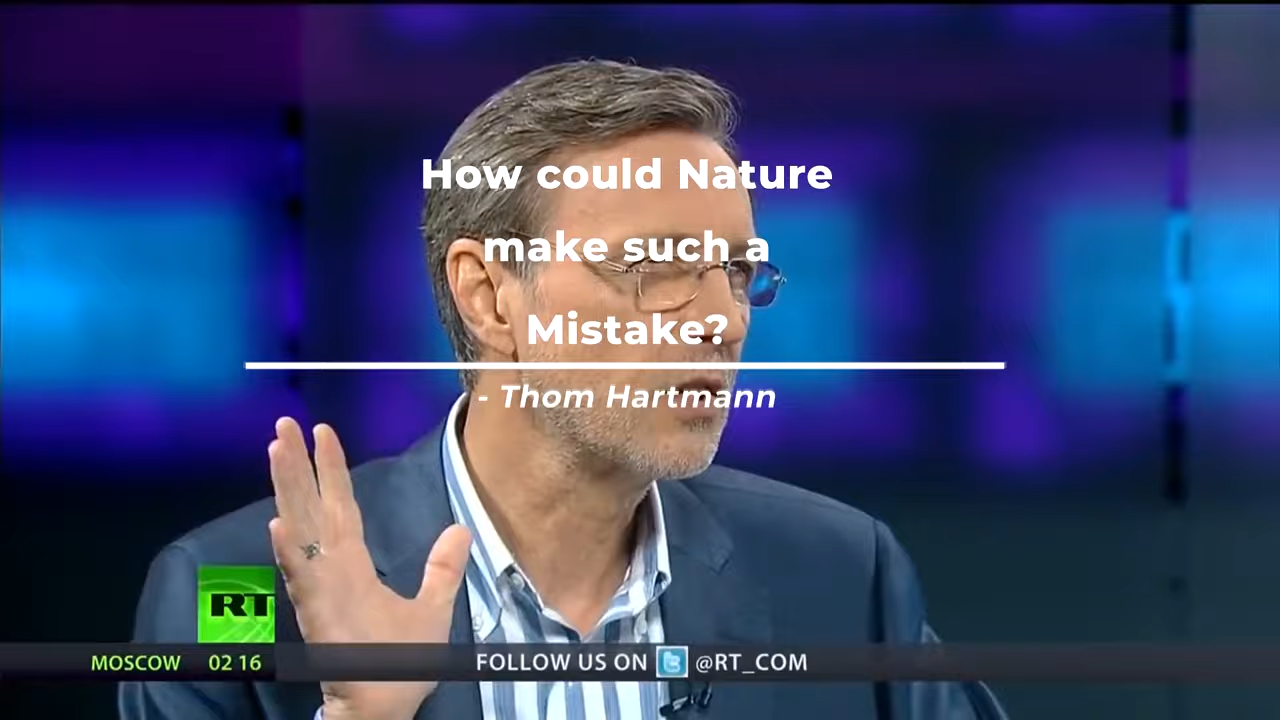 How could Nature
make such a
Mistake?
- Thom Hartmann
RT
MOSCOW 02 16
FOLLOW US ON @RT_COM